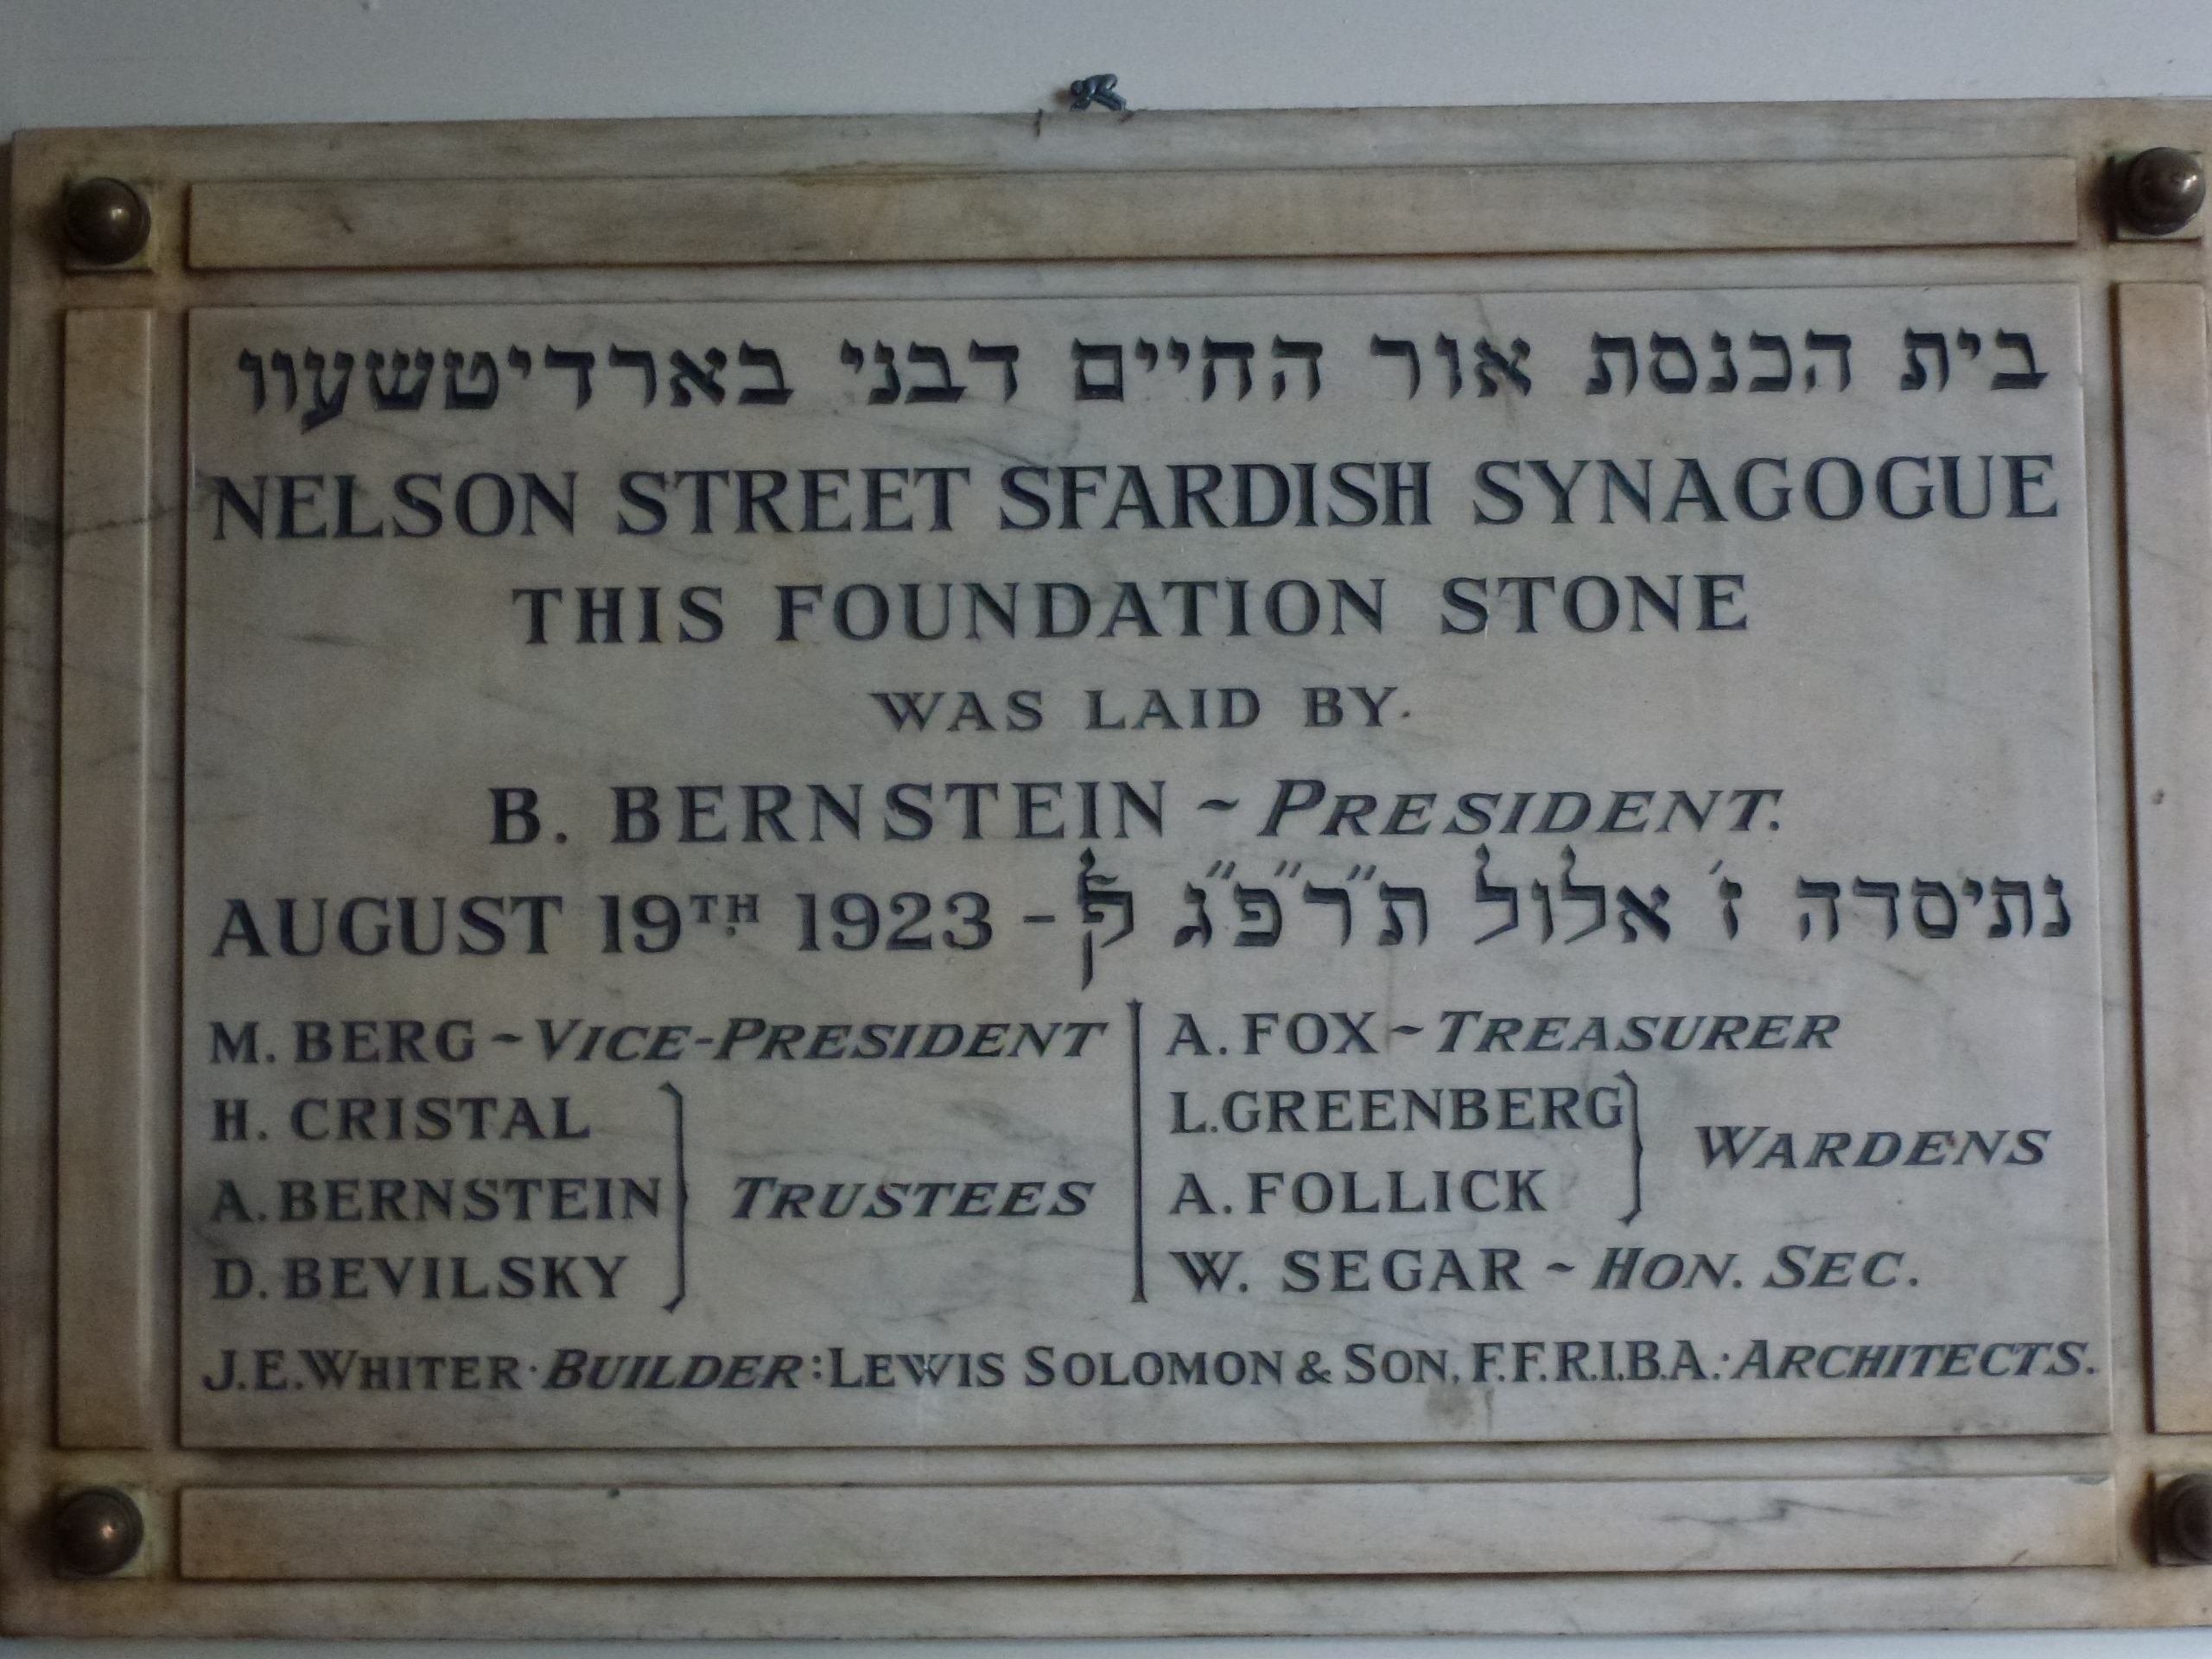 בית הכנסת אור החיים דבני בארדיטשעוו
NELSON STREET SFARDISH SYNAGOGUE
THIS FOUNDATION STONE
WAS LAID BY.
B. BERNSTEIN ~ PRESIDENT.
AUGUST 19TH 1923 - נתיסדה ז' אלול ת"ר"פ"ג לפק
M. BERG ~ VICE-PRESIDENT
H. CRISTAL
A. BERNSTEIN
D. BEVILSKY
TRUSTEES
A. FOX ~ TREASURER
L. GREENBERG
A. FOLLICK
WARDENS
W. SEGAR ~ HON. SEC.
J.E. WHITER · BUILDER : LEWIS SOLOMON & SON, F.F.R.I.B.A. : ARCHITECTS.